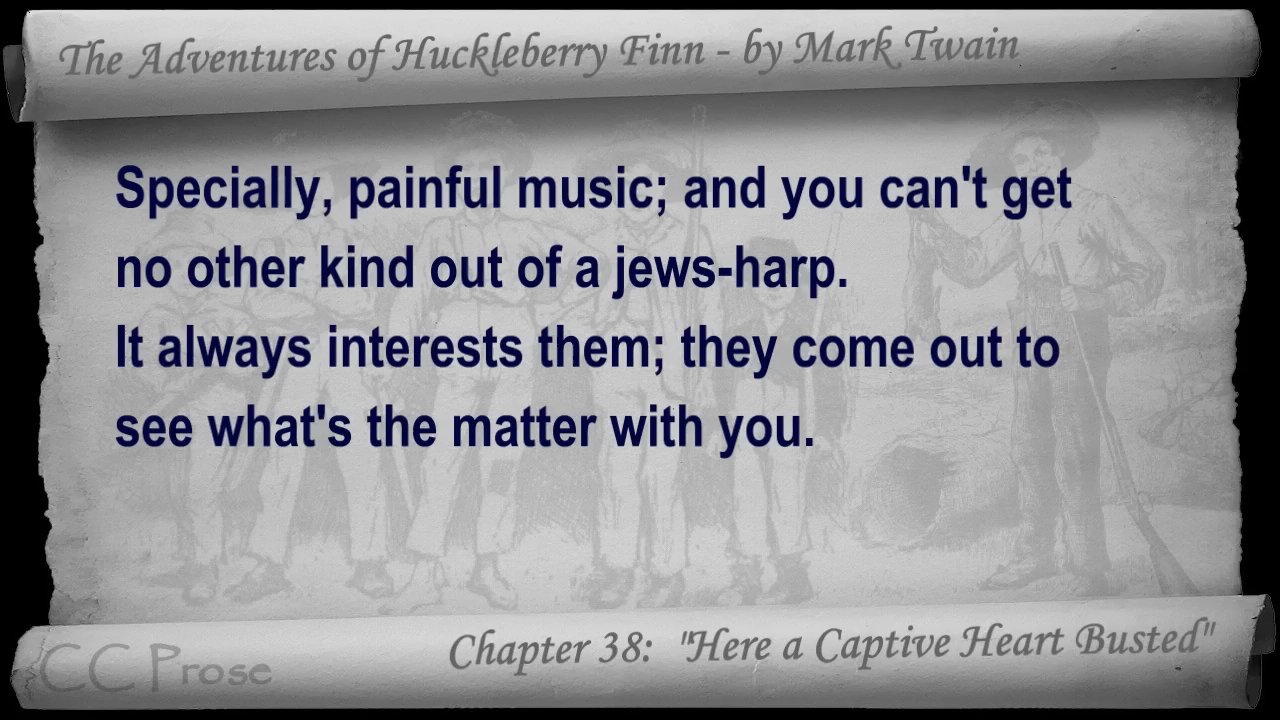 The Adventures of Huckleberry Finn - by Mark Twain
Specially, painful music; and you can't get
no other kind out of a jews-harp.
It always interests them; they come out to
see what's the matter with you.
Chapter 38: "Here a Captive Heart Busted"
CC Prose